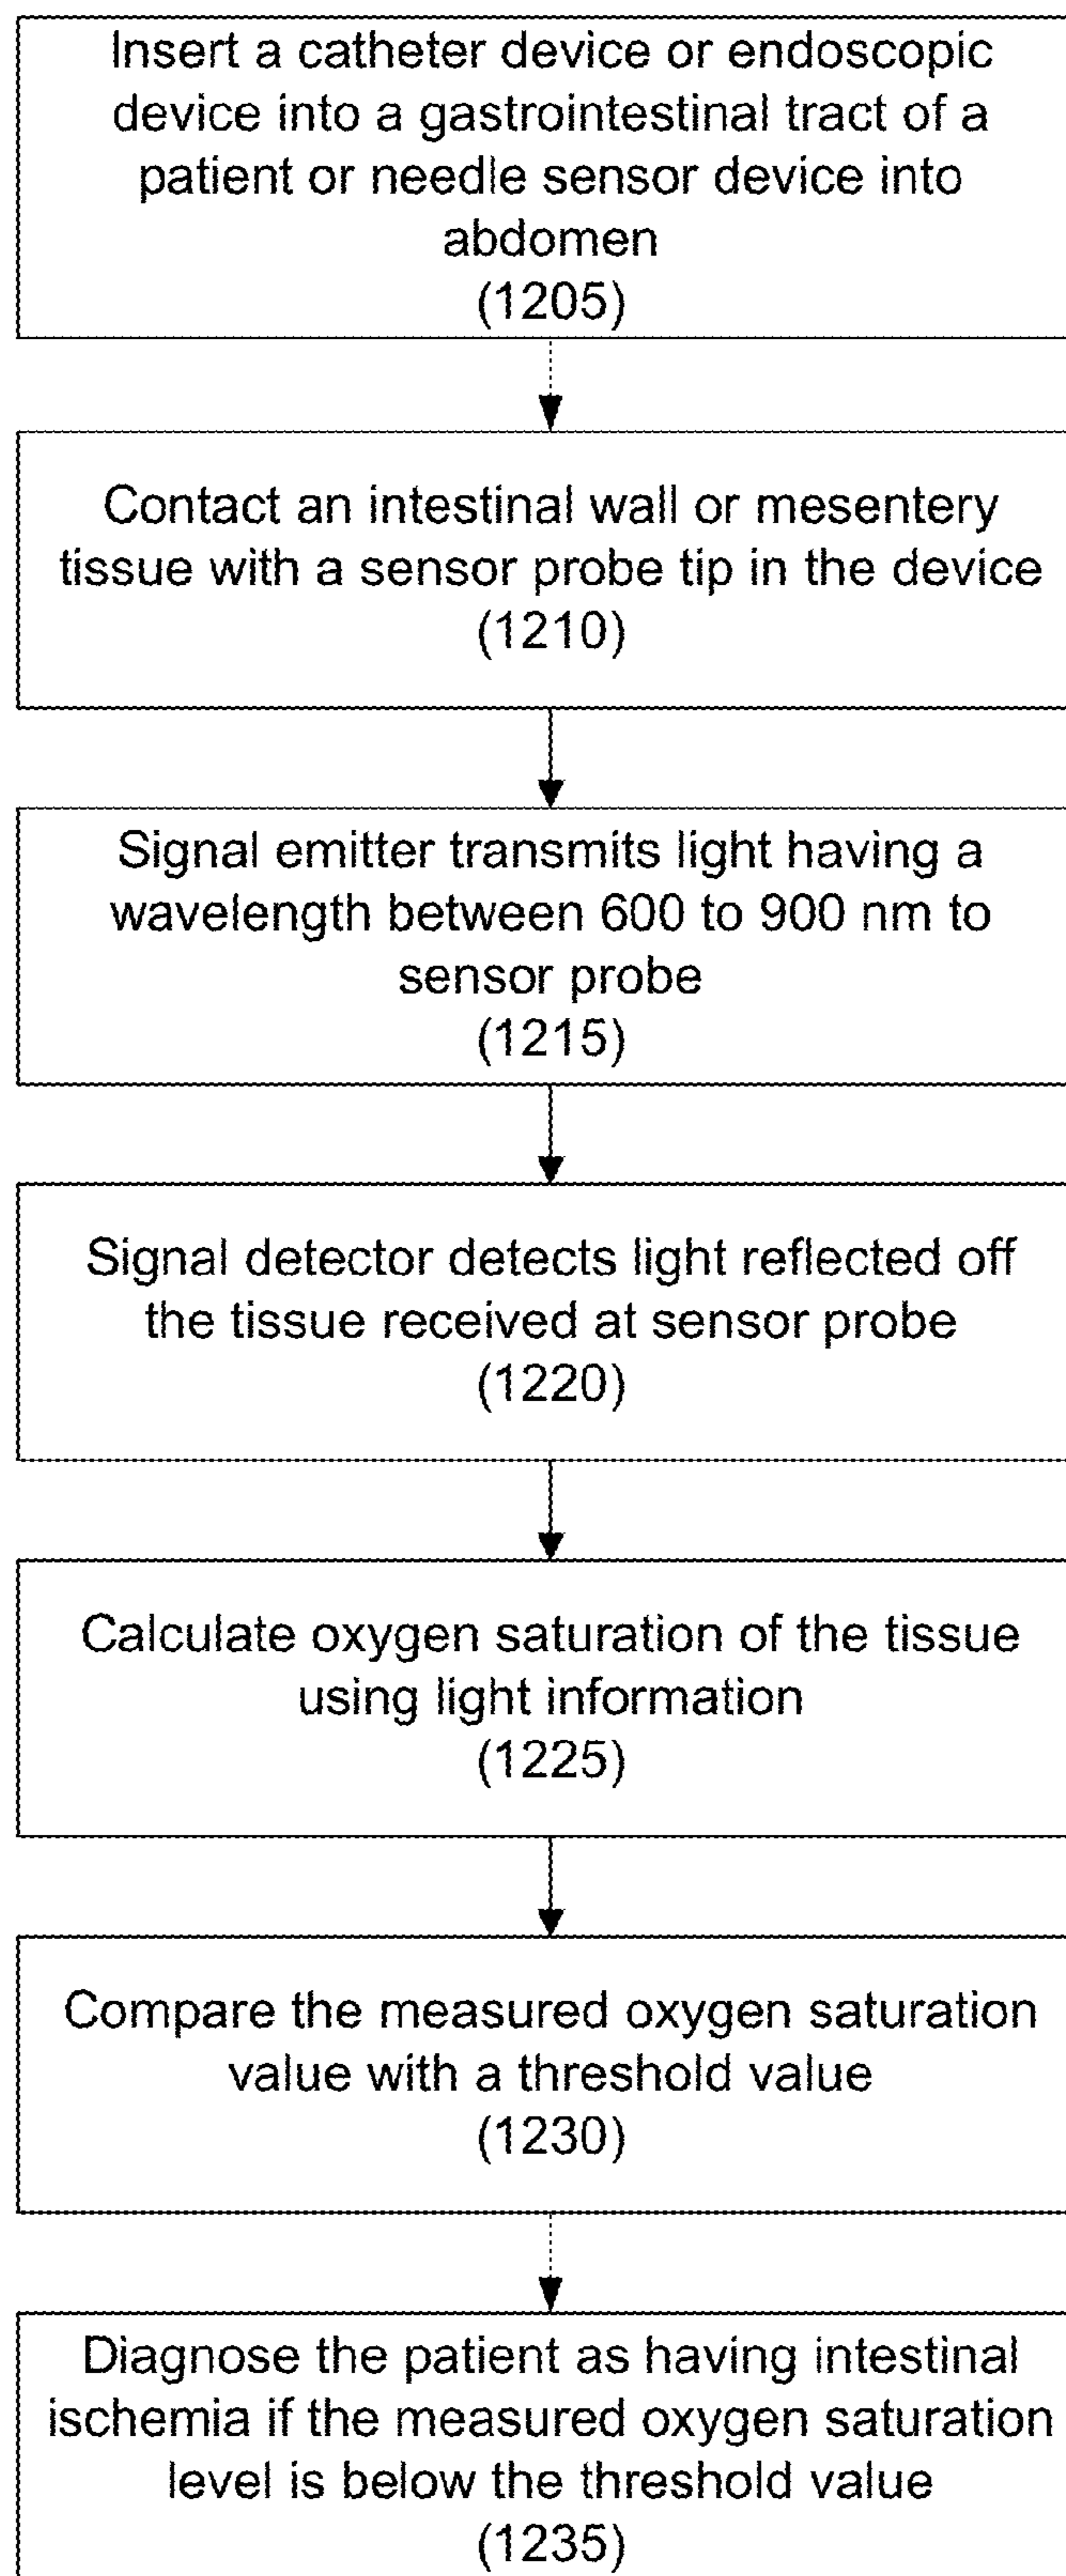 Insert a catheter device or endoscopic
device into a gastrointestinal tract of a
patient or needle sensor device into
abdomen
(1205)
Contact an intestinal wall or mesentery
tissue with a sensor probe tip in the device
(1210)
Signal emitter transmits light having a
wavelength between 600 to 900 nm to
sensor probe
(1215)
Signal detector detects light reflected off
the tissue received at sensor probe
(1220)
Calculate oxygen saturation of the tissue
using light information
(1225)
Compare the measured oxygen saturation
value with a threshold value
(1230)
Diagnose the patient as having intestinal
ischemia if the measured oxygen saturation
level is below the threshold value
(1235)